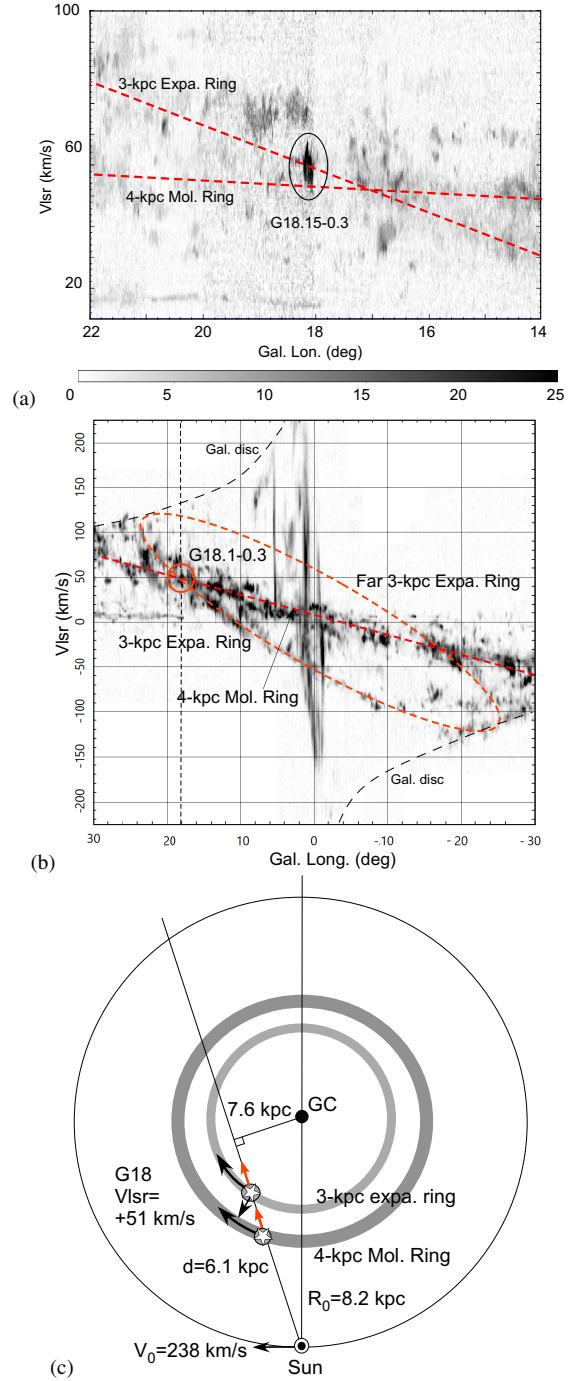 100
3-kpc Expa. Ring
60
Vlsr (km/s)
4-kpc Mol. Ring
G18.15-0.3
20
22 20 18 16 14
Gal. Lon. (deg)
(a)
0 5 10 15 20 25
200
Gal. disc
150
100
G18.1-0.3
50
Far 3-kpc Expa. Ring
Vlsr (km/s)
0
3-kpc Expa. Ring
-50
4-kpc Mol. Ring
-100
-150
Gal. disc
-200
30 20 10 0 -10 -20 -30
Gal. Long. (deg)
(b)
7.6 kpc
GC
G18
Vlsr=
+51 km/s
3-kpc expa. ring
4-kpc Mol. Ring
d=6.1 kpc
R0=8.2 kpc
V0=238 km/s
Sun
(c)